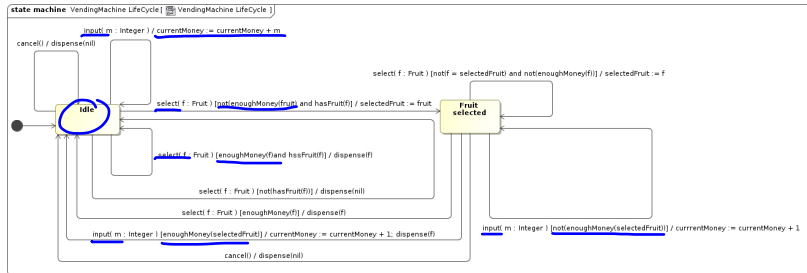 state machine VendingMachine LifeCycle [ VendingMachine LifeCycle ]
input( m : Integer ) / currentMoney := currentMoney + m
cancel() / dispense(nil)
select( f : Fruit ) [not(f = selectedFruit) and not(enoughMoney(f))] / selectedFruit := f
Idle
select( f : Fruit ) [not(enoughMoney(fruit) and hasFruit(f)] / selectedFruit := fruit
Fruit
selected
select( f : Fruit ) [enoughMoney(f)and hssFruit(f)] / dispense(f)
select( f : Fruit ) [not(hasFruit(f))] / dispense(nil)
select( f : Fruit ) [enoughMoney(f)] / dispense(f)
input( m : Integer ) [not(enoughMoney(selectedFruit))] / currrentMoney := currentMoney + 1
input( m : Integer ) [enoughMoney(selectedFruit)] / currentMoney := currentMoney + 1; dispense(f)
cancel() / dispense(nil)